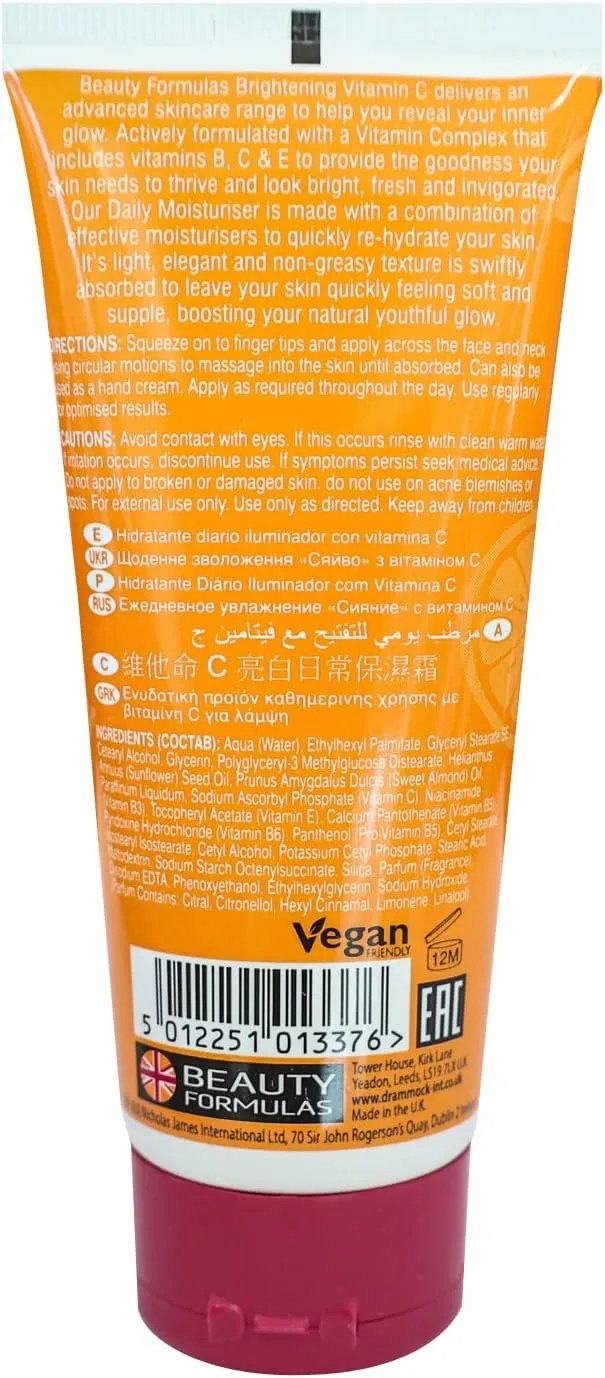 Beauty Formulas Brightening Vitamin C delivers an
advanced skincare range to help you reveal your inner
glow. Actively formulated with a Vitamin Complex that
includes vitamins B, C & E to provide the goodness your
skin needs to thrive and look bright, fresh and invigorated
Our Daily Moisturiser is made with a combination of
effective moisturisers to quickly re-hydrate your skin.
It's light, elegant and non-greasy texture is swiftly
absorbed to leave your skin quickly feeling soft and
supple, boosting your natural youthful glow.
DIRECTIONS: Squeeze on to finger tips and apply across the face and neck
using circular motions to massage into the skin until absorbed. Can also be
used as a hand cream. Apply as required throughout the day. Use regularly
for optimised results.
CAUTIONS: Avoid contact with eyes. If this occurs rinse with clean warm water
If irritation occurs, discontinue use. If symptoms persist seek medical advice.
Do not apply to broken or damaged skin. do not use on acne blemishes or
spots. For external use only. Use only as directed. Keep away from children.
E Hidratante diario iluminador con vitamina C
UKR Щоденне зволоження «Сяйво» з вітаміном C
P Hidratante Diário Iluminador com Vitamina C
RUS Ежедневное увлажнение «Сияние» с витамином C
A مرطب يومي للتفتيح مع فيتامين ج
C 維他命 C 亮白日常保濕霜
GRK Ενυδατική προϊόν καθημερινης χρησης με
βιταμίνη C για λάμψη
INGREDIENTS (СОСТАВ): Aqua (Water), Ethylhexyl Palmitate, Glyceryl Stearate SE,
Cetearyl Alcohol, Glycerin, Polyglyceryl-3 Methylglucose Distearate, Helianthus
Annuus (Sunflower) Seed Oil, Prunus Amygdalus Dulcis (Sweet Almond) Oil,
Paraffinum Liquidum, Sodium Ascorbyl Phosphate (Vitamin C), Niacinamide
(Vitamin B3), Tocopheryl Acetate (Vitamin E), Calcium Pantothenate (Vitamin B5),
Pyridoxine Hydrochloride (Vitamin B6), Panthenol (Pro-Vitamin B5), Cetyl Stearate,
Isostearyl Isostearate, Cetyl Alcohol, Potassium Cetyl Phosphate, Stearic Acid,
Maltodextrin, Sodium Starch Octenylsuccinate, Silica, Parfum (Fragrance),
Disodium EDTA, Phenoxyethanol, Ethylhexylglycerin, Sodium Hydroxide,
(Parfum Contains: Citral, Citronellol, Hexyl Cinnamal, Limonene, Linalool).
Vegan
FRIENDLY
12M
5 012251 013376 >
EAC
BEAUTY
FORMULAS
Tower House, Kirk Lane
Yeadon, Leeds, LS19 7LX U.K.
www.drammock-int.co.uk
Made in the U.K.
Nicholas James International Ltd, 70 Sir John Rogerson's Quay, Dublin 2